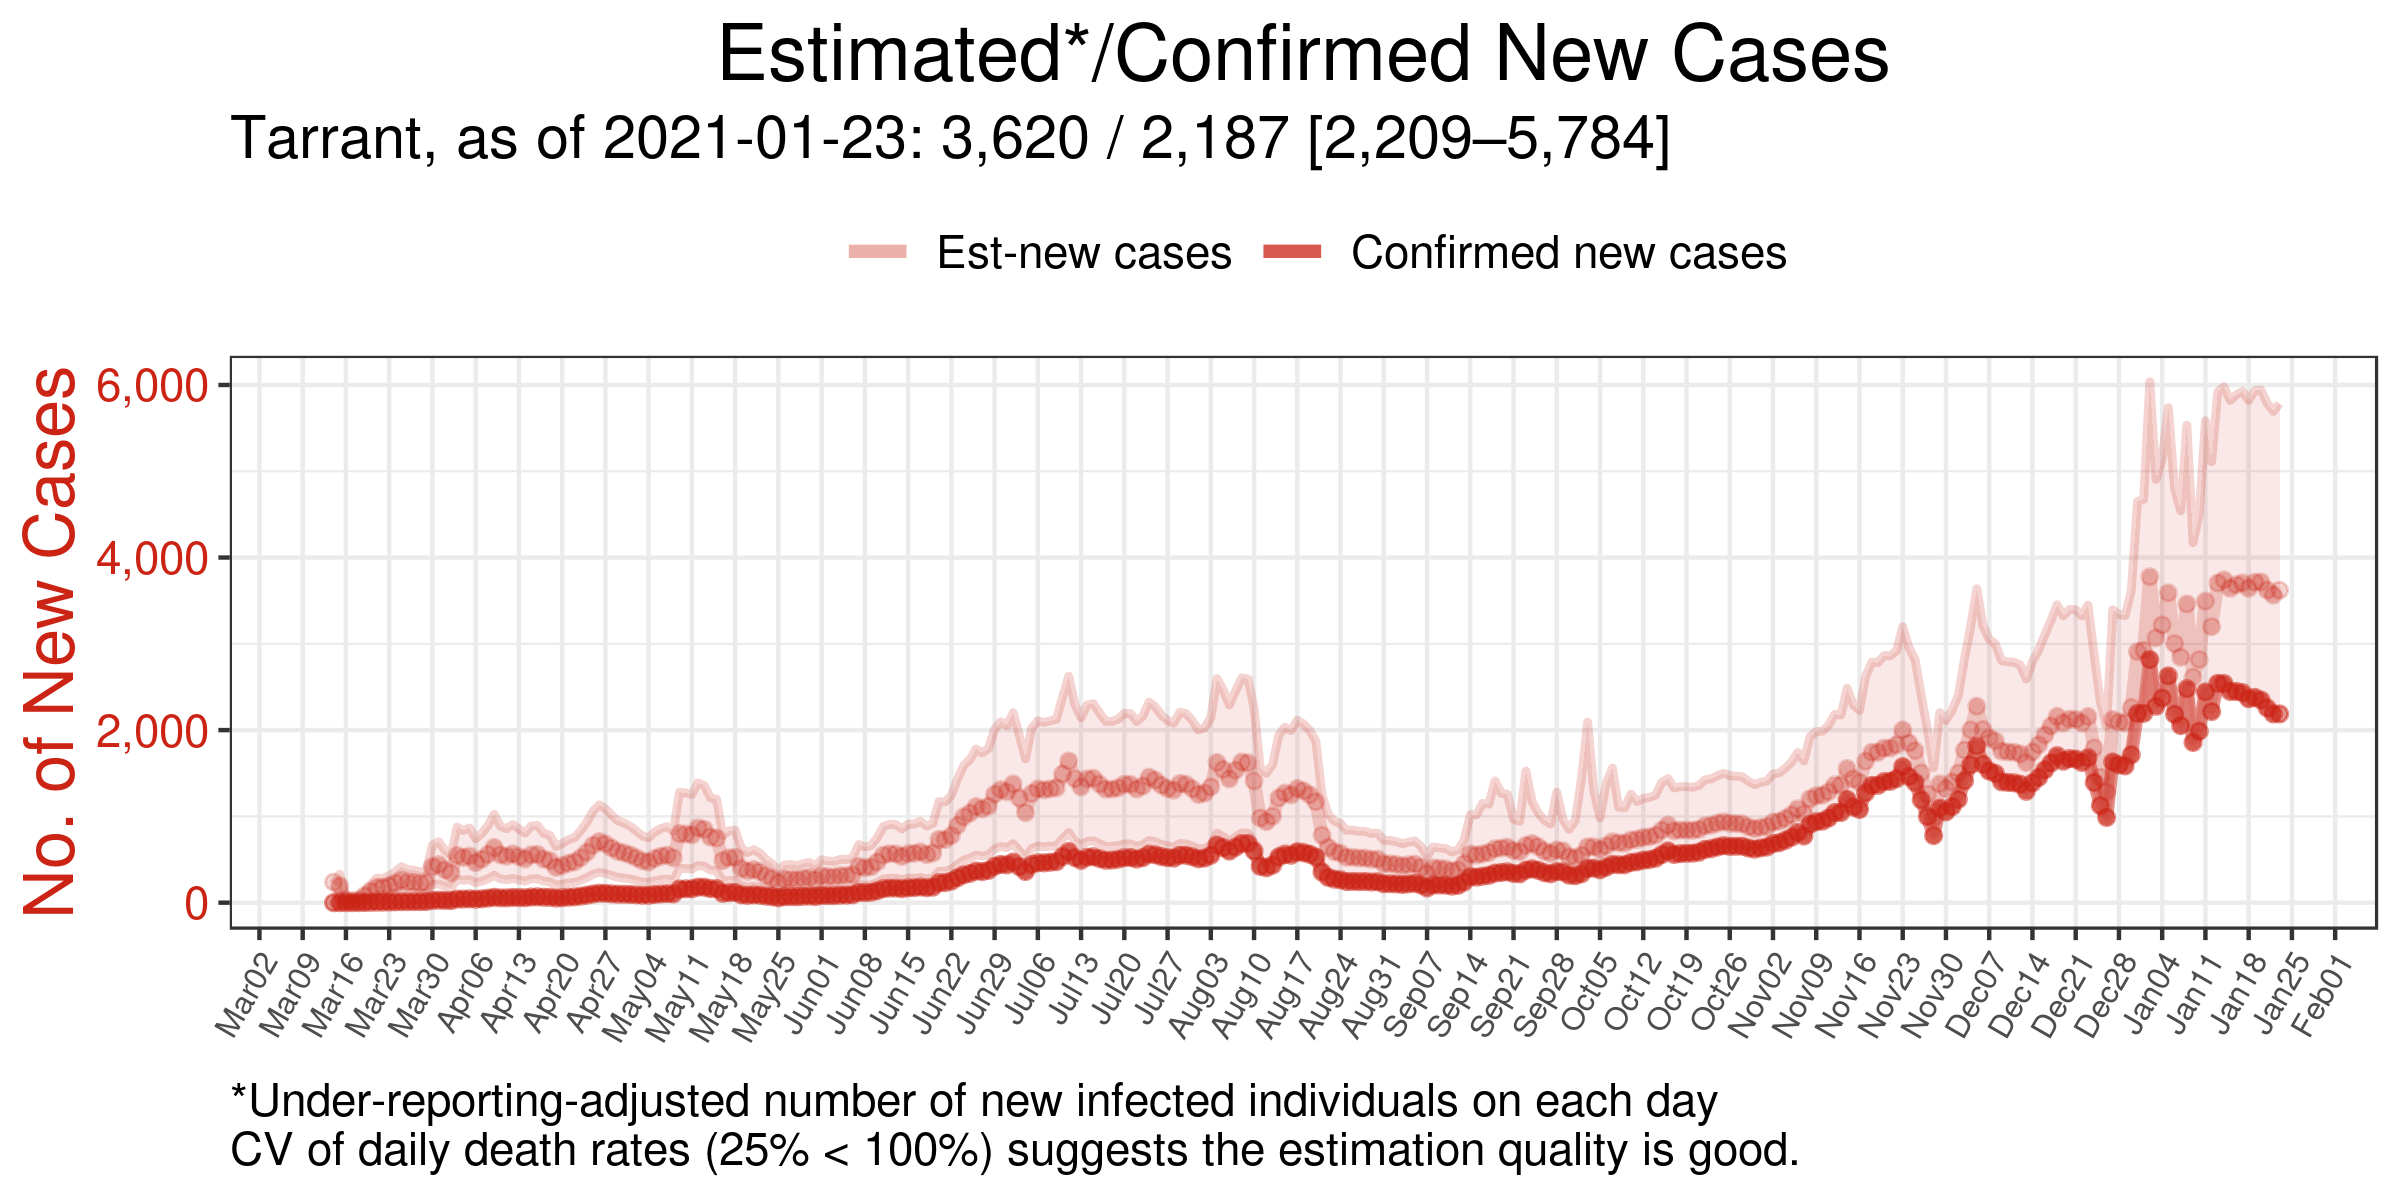 Estimated*/Confirmed New Cases
Tarrant, as of 2021-01-23: 3,620 / 2,187 [2,209–5,784]
Est-new cases Confirmed new cases
No. of New Cases
6,000
4,000
2,000
0
Mar02 Mar09 Mar16 Mar23 Mar30 Apr06 Apr13 Apr20 Apr27 May04 May11 May18 May25 Jun01 Jun08 Jun15 Jun22 Jun29 Jul06 Jul13 Jul20 Jul27 Aug03 Aug10 Aug17 Aug24 Aug31 Sep07 Sep14 Sep21 Sep28 Oct05 Oct12 Oct19 Oct26 Nov02 Nov09 Nov16 Nov23 Nov30 Dec07 Dec14 Dec21 Dec28 Jan04 Jan11 Jan18 Jan25 Feb01
*Under-reporting-adjusted number of new infected individuals on each day
CV of daily death rates (25% < 100%) suggests the estimation quality is good.